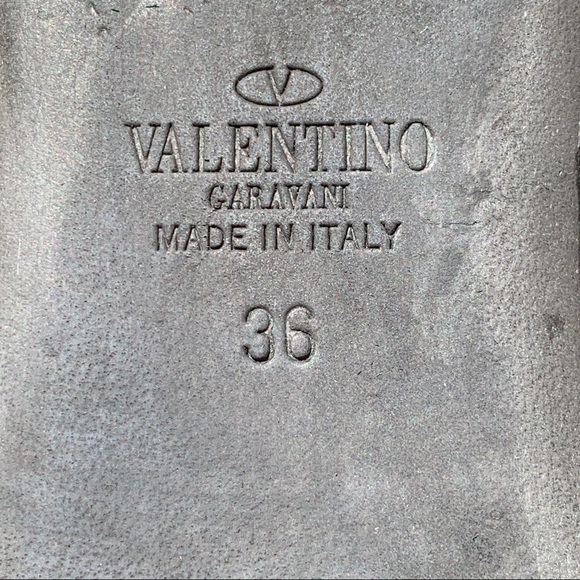 V
VALENTINO
GARAVANI
MADE IN ITALY
36